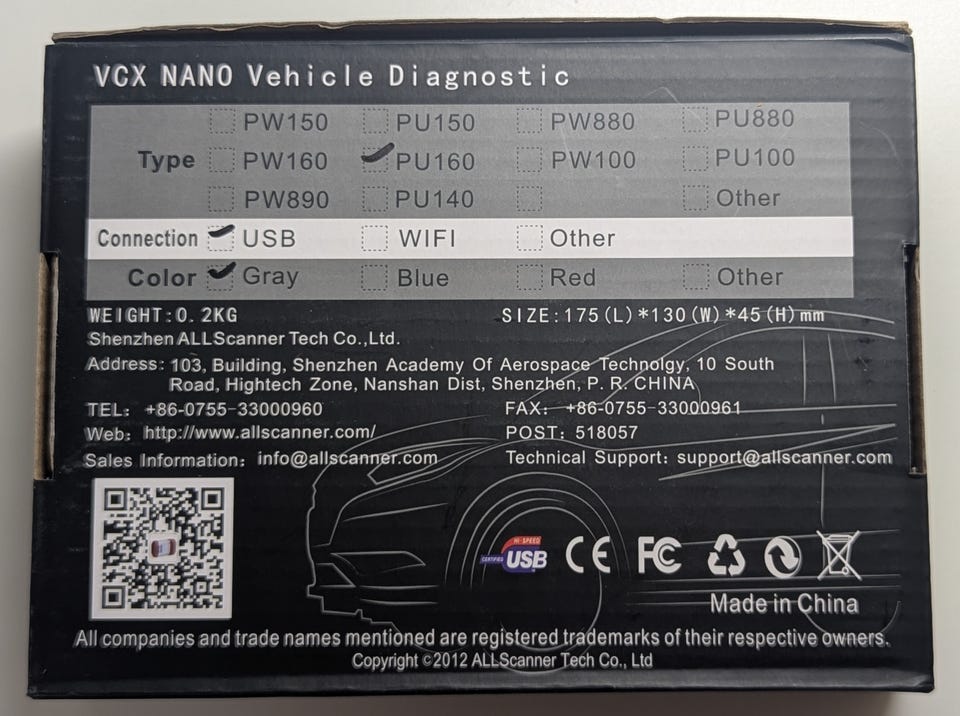 VCX NANO Vehicle Diagnostic
PW150 PU150 PW880 PU880
Type PW160 PU160 PW100 PU100
PW890 PU140 Other
Connection USB WIFI Other
Color Gray Blue Red Other
WEIGHT:0.2KG SIZE:175(L)*130(W)*45(H)mm
Shenzhen ALLScanner Tech Co.,Ltd.
Address: 103, Building, Shenzhen Academy Of Aerospace Technolgy, 10 South
Road, Hightech Zone, Nanshan Dist, Shenzhen, P. R. CHINA
TEL: +86-0755-33000960 FAX: +86-0755-33000961
Web: http://www.allscanner.com/ POST: 518057
Sales Information: info@allscanner.com Technical Support: support@allscanner.com
HI-SPEED
CERTIFIED USB CE FC
Made in China
All companies and trade names mentioned are registered trademarks of their respective owners.
Copyright ©2012 ALLScanner Tech Co., Ltd